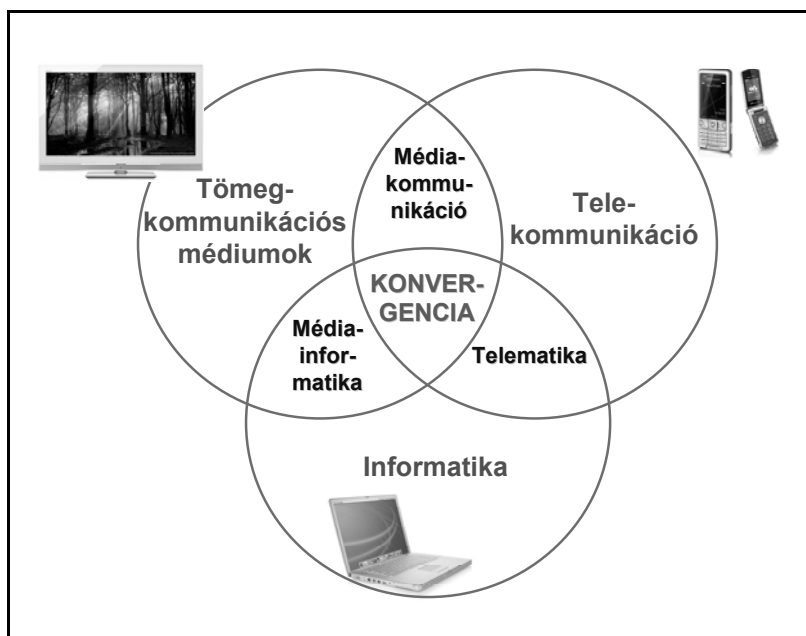 Média-
kommu-
nikáció
Tömeg-
kommunikációs
médiumok
Tele-
kommunikáció
KONVER-
GENCIA
Média-
infor-
matika
Telematika
Informatika